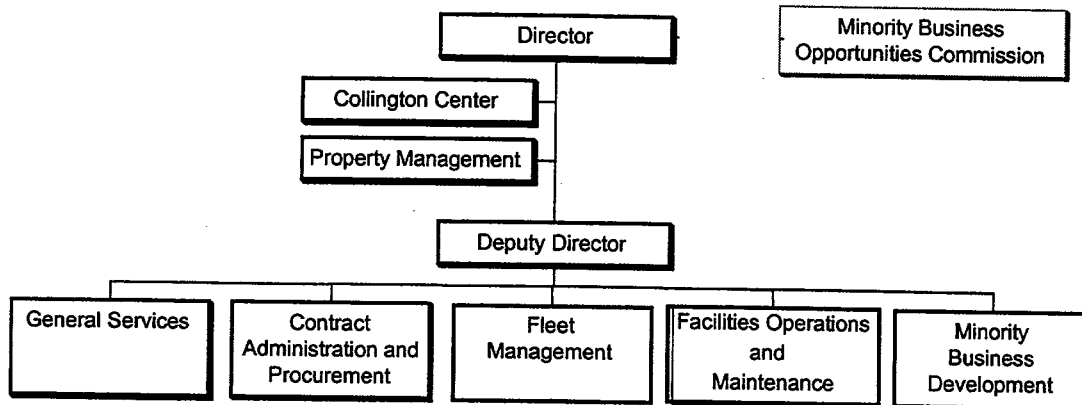 Director
Minority Business
Opportunities Commission
Collington Center
Property Management
Deputy Director
General Services
Contract
Administration and
Procurement
Fleet
Management
Facilities Operations
and
Maintenance
Minority
Business
Development